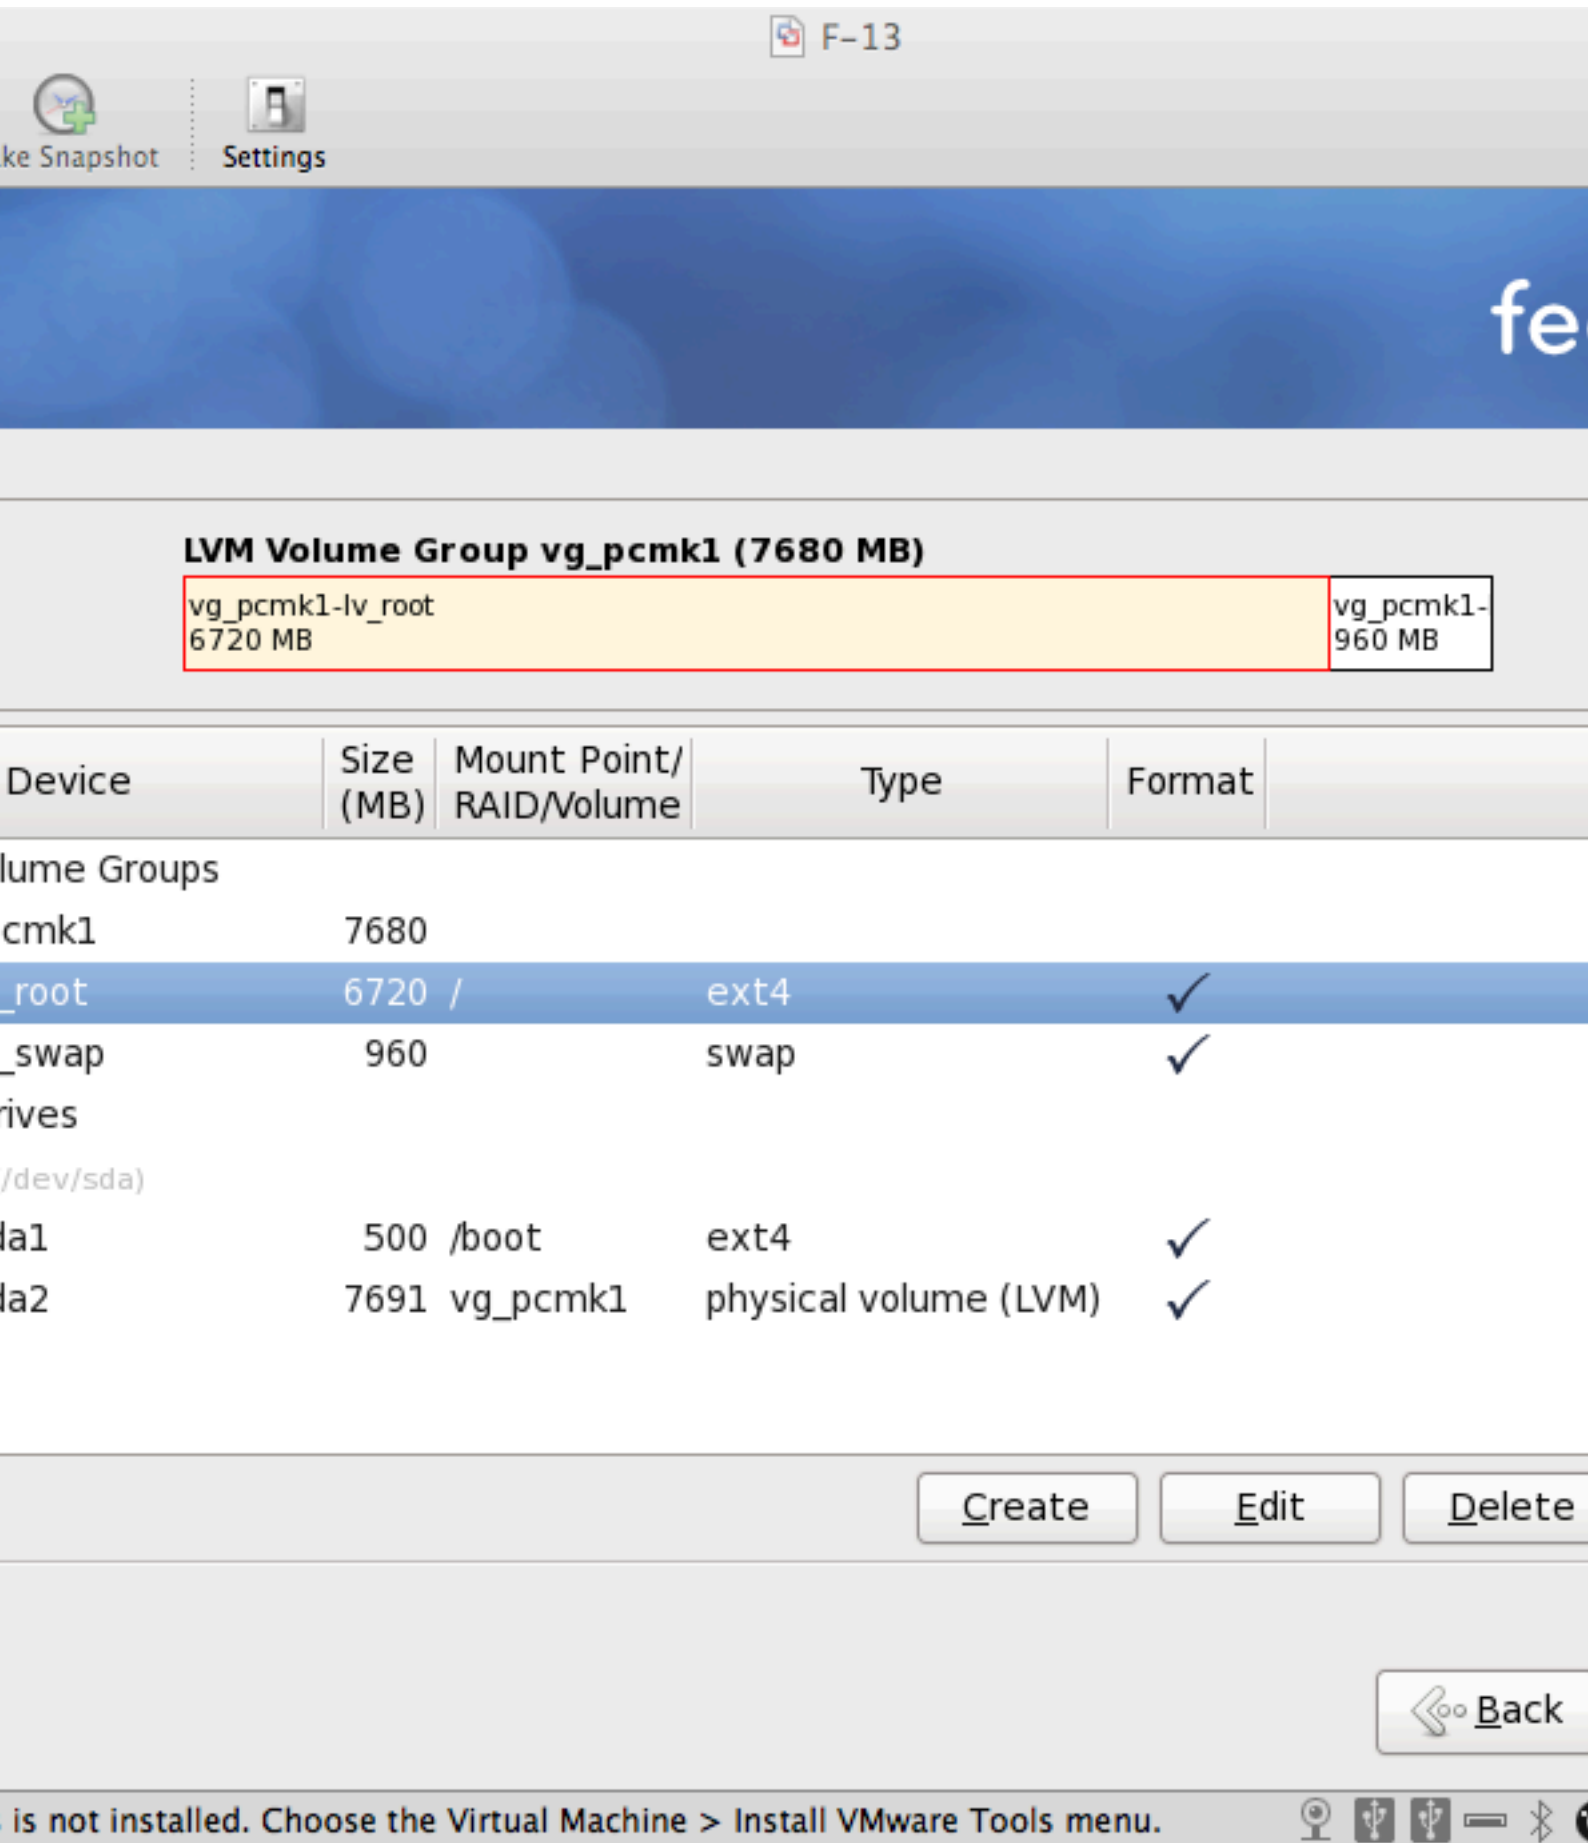 F-13
ke Snapshot
Settings
fe
LVM Volume Group vg_pcmk1 (7680 MB)
vg_pcmk1-lv_root
6720 MB
vg_pcmk1-
960 MB
Device
Size
(MB)
Mount Point/
RAID/Volume
Type
Format
lume Groups
cmk1 7680
_root 6720 / ext4 ✓
_swap 960 swap ✓
rives
/dev/sda)
da1 500 /boot ext4 ✓
da2 7691 vg_pcmk1 physical volume (LVM) ✓
Create
Edit
Delete
Back
is not installed. Choose the Virtual Machine > Install VMware Tools menu.